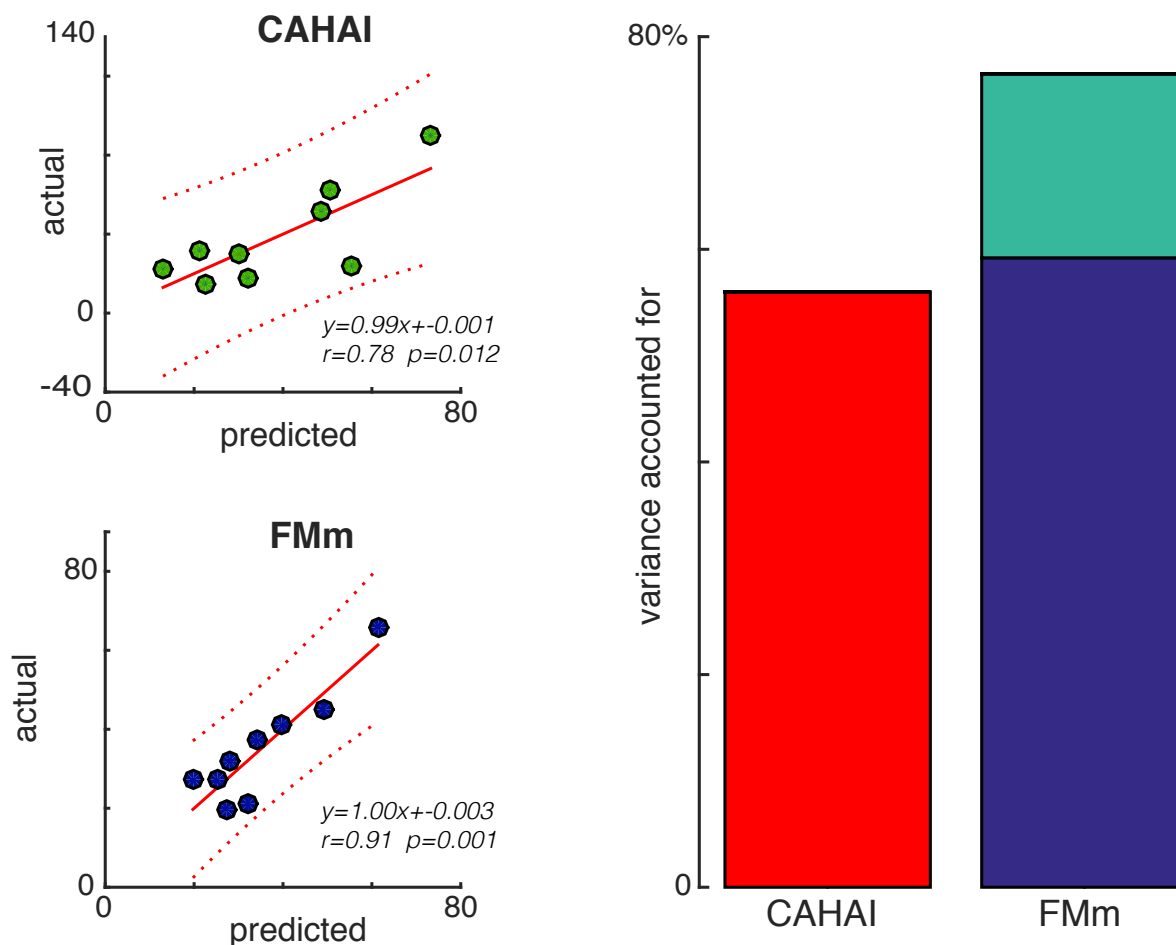 CAHAI
140
actual
0
-40
y=0.99x+-0.001
r=0.78 p=0.012
0
80
predicted
FMm
80
actual
0
y=1.00x+-0.003
r=0.91 p=0.001
0
80
predicted
80%
variance accounted for
0
CAHAI
FMm